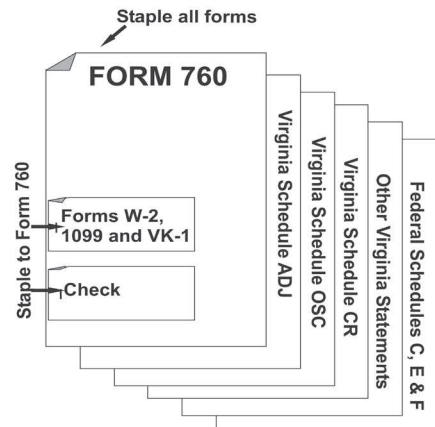 Staple all forms
FORM 760
Staple to Form 760
Forms W-2,
1099 and VK-1
Check
Virginia Schedule ADJ
Virginia Schedule OSC
Virginia Schedule CR
Other Virginia Statements
Federal Schedules C, E & F